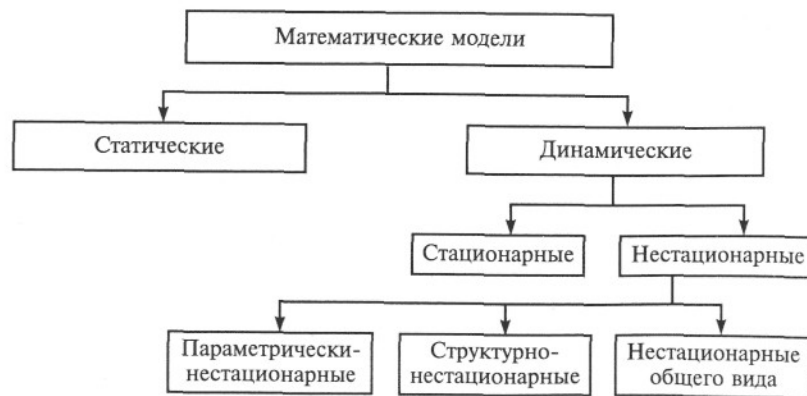 Математические модели
Статические
Динамические
Стационарные
Нестационарные
Параметрически-
нестационарные
Структурно-
нестационарные
Нестационарные
общего вида